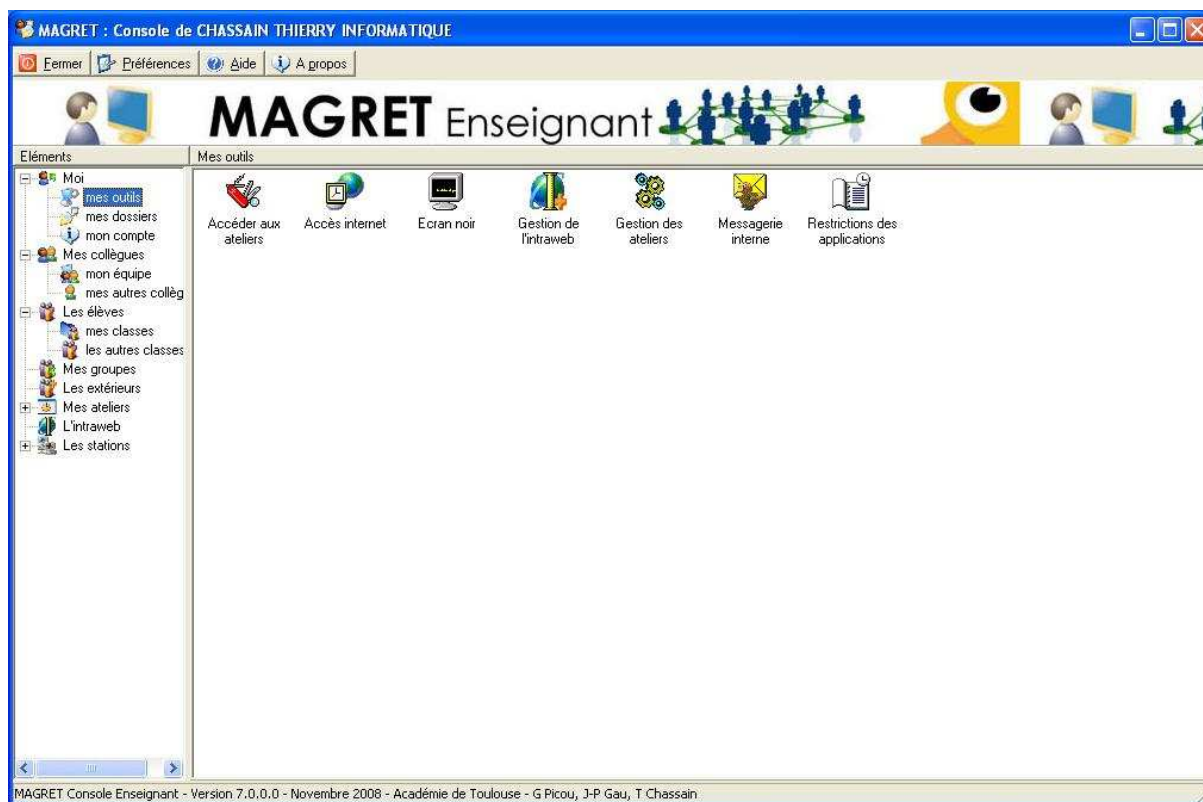 MAGRET : Console de CHASSAIN THIERRY INFORMATIQUE
Fermer Préférences Aide A propos
MAGRET Enseignant
Eléments Mes outils
Moi
mes outils
mes dossiers
mon compte
Mes collègues
mon équipe
mes autres collèg
Les élèves
mes classes
les autres classes
Mes groupes
Les extérieurs
Mes ateliers
L'intraweb
Les stations
Accéder aux
ateliers
Accès internet
Ecran noir
Gestion de
l'intraweb
Gestion des
ateliers
Messagerie
interne
Restrictions des
applications
MAGRET Console Enseignant - Version 7.0.0.0 - Novembre 2008 - Académie de Toulouse - G Picou, J-P Gau, T Chassain